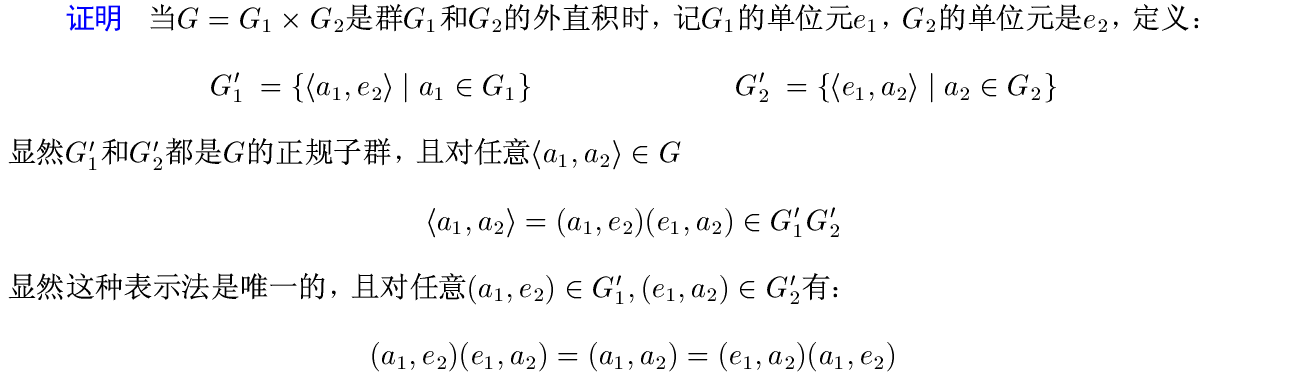 证明 当G = G₁ × G₂是群G₁和G₂的外直积时，记G₁的单位元e₁，G₂的单位元是e₂，定义：
G′₁ = {⟨a₁, e₂⟩ | a₁ ∈ G₁} G′₂ = {⟨e₁, a₂⟩ | a₂ ∈ G₂}
显然G′₁和G′₂都是G的正规子群，且对任意⟨a₁, a₂⟩ ∈ G
⟨a₁, a₂⟩ = (a₁, e₂)(e₁, a₂) ∈ G′₁G′₂
显然这种表示法是唯一的，且对任意(a₁, e₂) ∈ G′₁, (e₁, a₂) ∈ G′₂有：
(a₁, e₂)(e₁, a₂) = (a₁, a₂) = (e₁, a₂)(a₁, e₂)